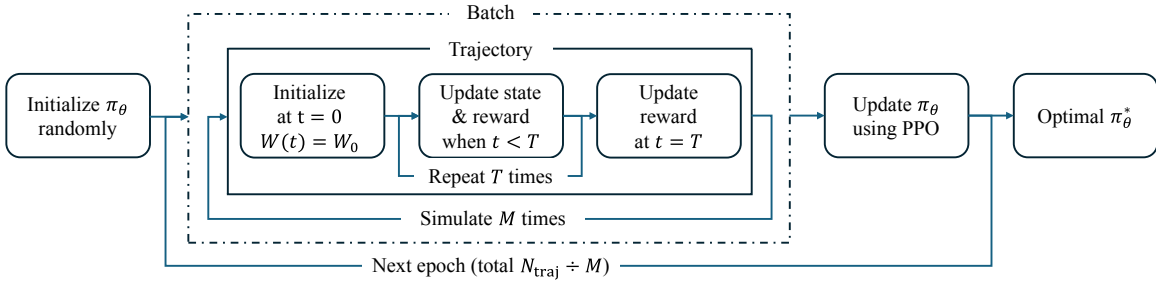 Batch
Trajectory
Initialize π_θ
randomly
Initialize
at t = 0
W(t) = W_0
Update state
& reward
when t < T
Update
reward
at t = T
Repeat T times
Simulate M times
Update π_θ
using PPO
Optimal π_θ^*
Next epoch (total N_traj ÷ M)